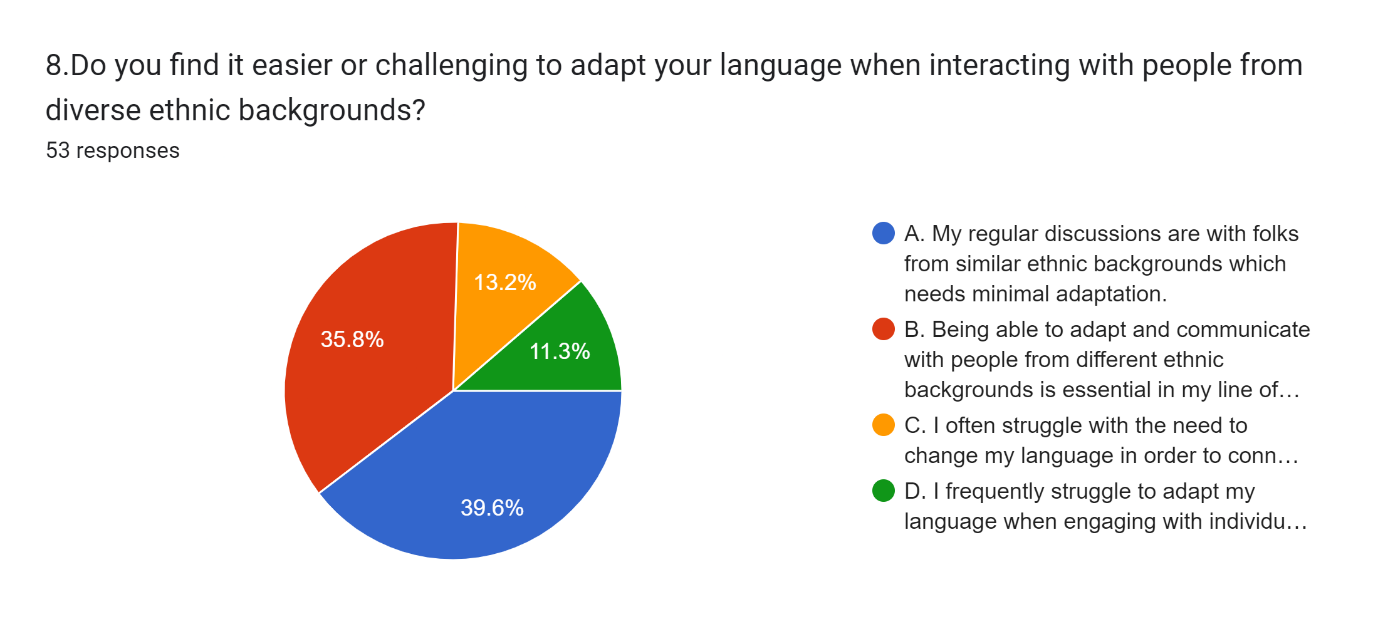 8.Do you find it easier or challenging to adapt your language when interacting with people from
diverse ethnic backgrounds?
53 responses
A. My regular discussions are with folks
from similar ethnic backgrounds which
needs minimal adaptation.
B. Being able to adapt and communicate
with people from different ethnic
backgrounds is essential in my line of…
C. I often struggle with the need to
change my language in order to conn…
D. I frequently struggle to adapt my
language when engaging with individu…
13.2%
35.8%
11.3%
39.6%